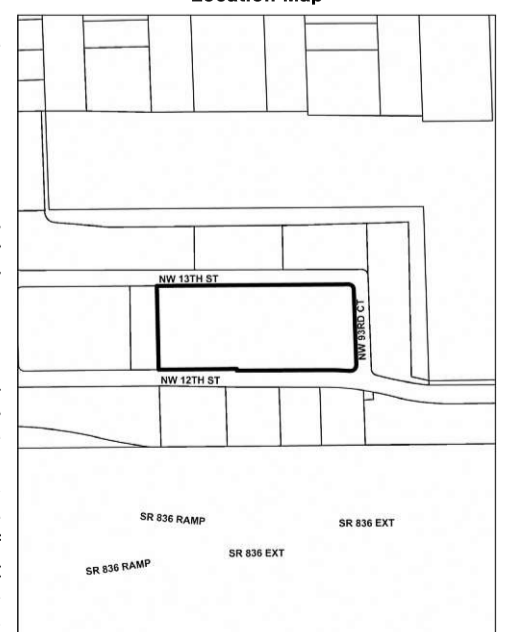 Location Map
NW 13TH ST
NW 93RD CT
NW 12TH ST
SR 836 RAMP
SR 836 EXT
SR 836 EXT
SR 836 RAMP